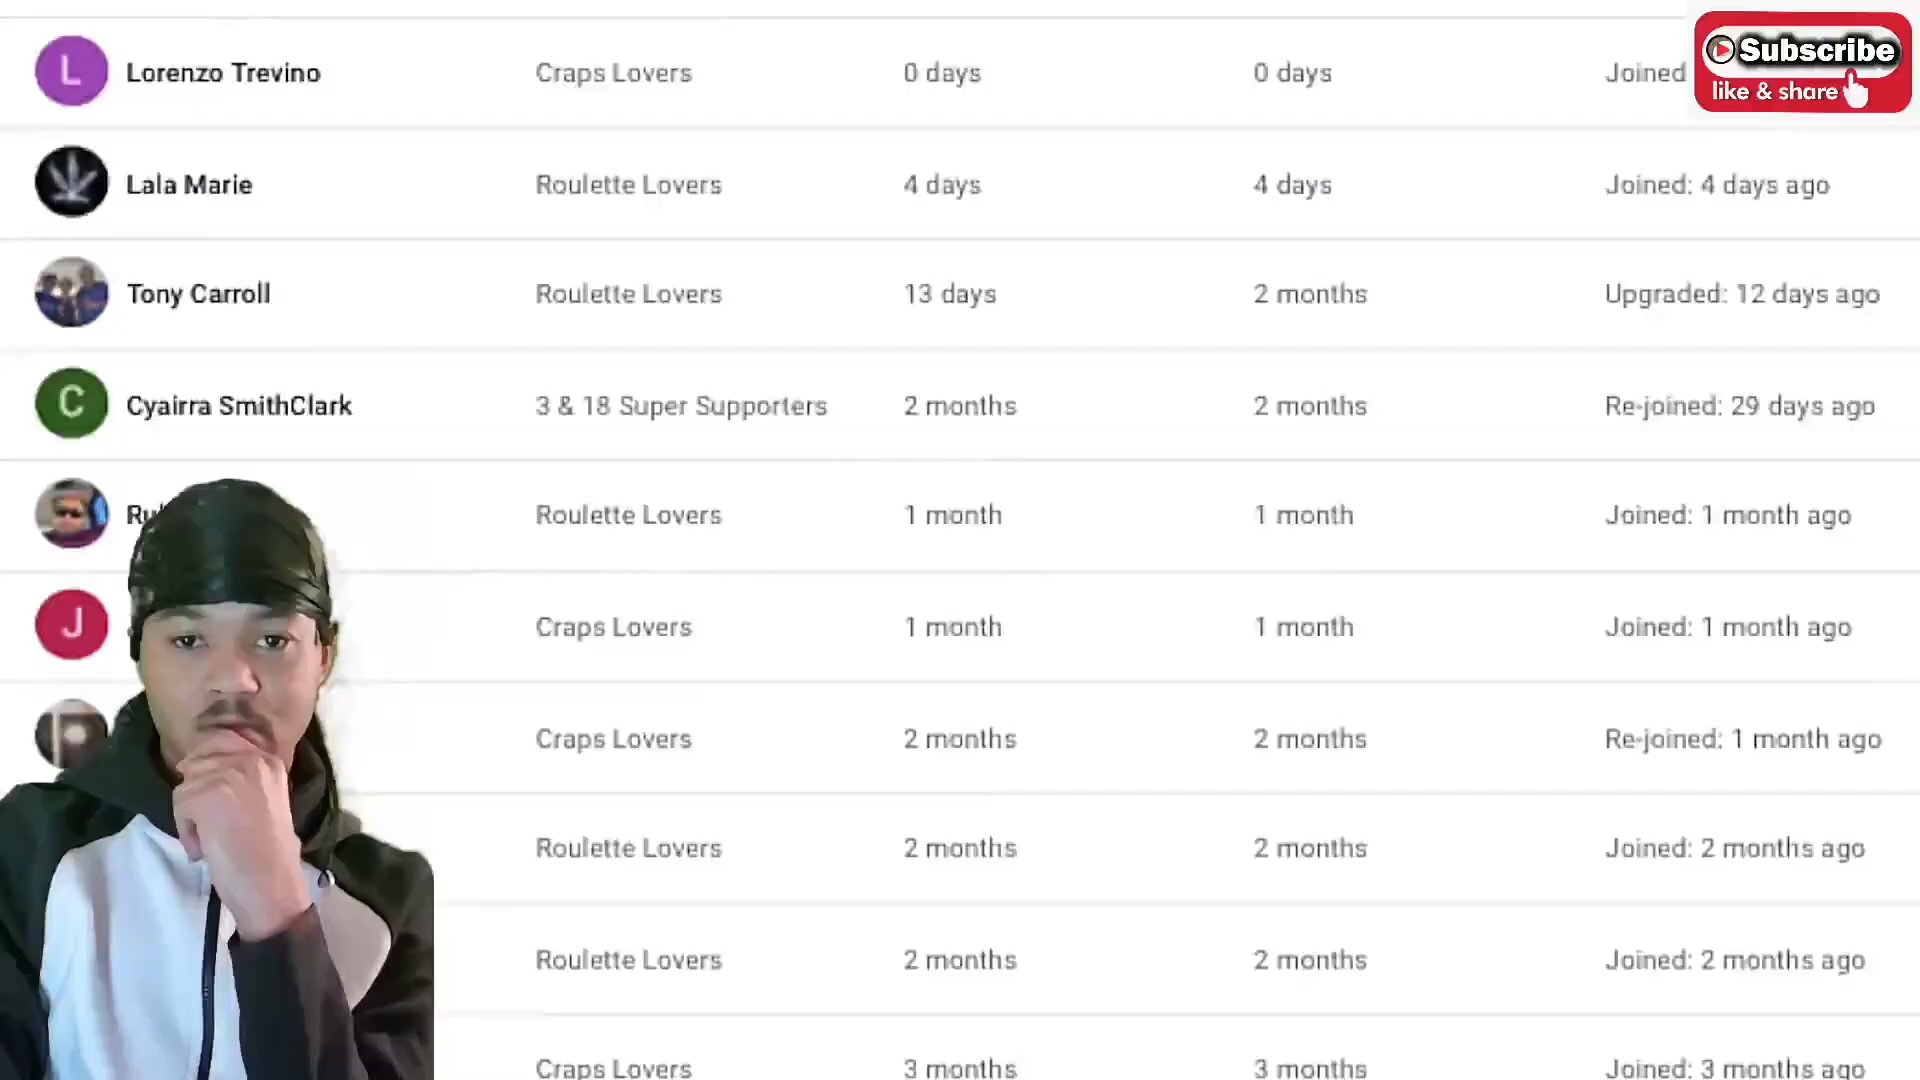 Subscribe
like & share
L Lorenzo Trevino Craps Lovers 0 days 0 days Joined
Lala Marie Roulette Lovers 4 days 4 days Joined: 4 days ago
Tony Carroll Roulette Lovers 13 days 2 months Upgraded: 12 days ago
C Cyairra SmithClark 3 & 18 Super Supporters 2 months 2 months Re-joined: 29 days ago
Roulette Lovers 1 month 1 month Joined: 1 month ago
J Craps Lovers 1 month 1 month Joined: 1 month ago
Craps Lovers 2 months 2 months Re-joined: 1 month ago
Roulette Lovers 2 months 2 months Joined: 2 months ago
Roulette Lovers 2 months 2 months Joined: 2 months ago
Craps Lovers 3 months 3 months Joined: 3 months ago